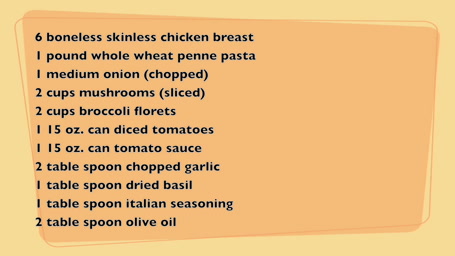 6 boneless skinless chicken breast
1 pound whole wheat penne pasta
1 medium onion (chopped)
2 cups mushrooms (sliced)
2 cups broccoli florets
1 15 oz. can diced tomatoes
1 15 oz. can tomato sauce
2 table spoon chopped garlic
1 table spoon dried basil
1 table spoon italian seasoning
2 table spoon olive oil